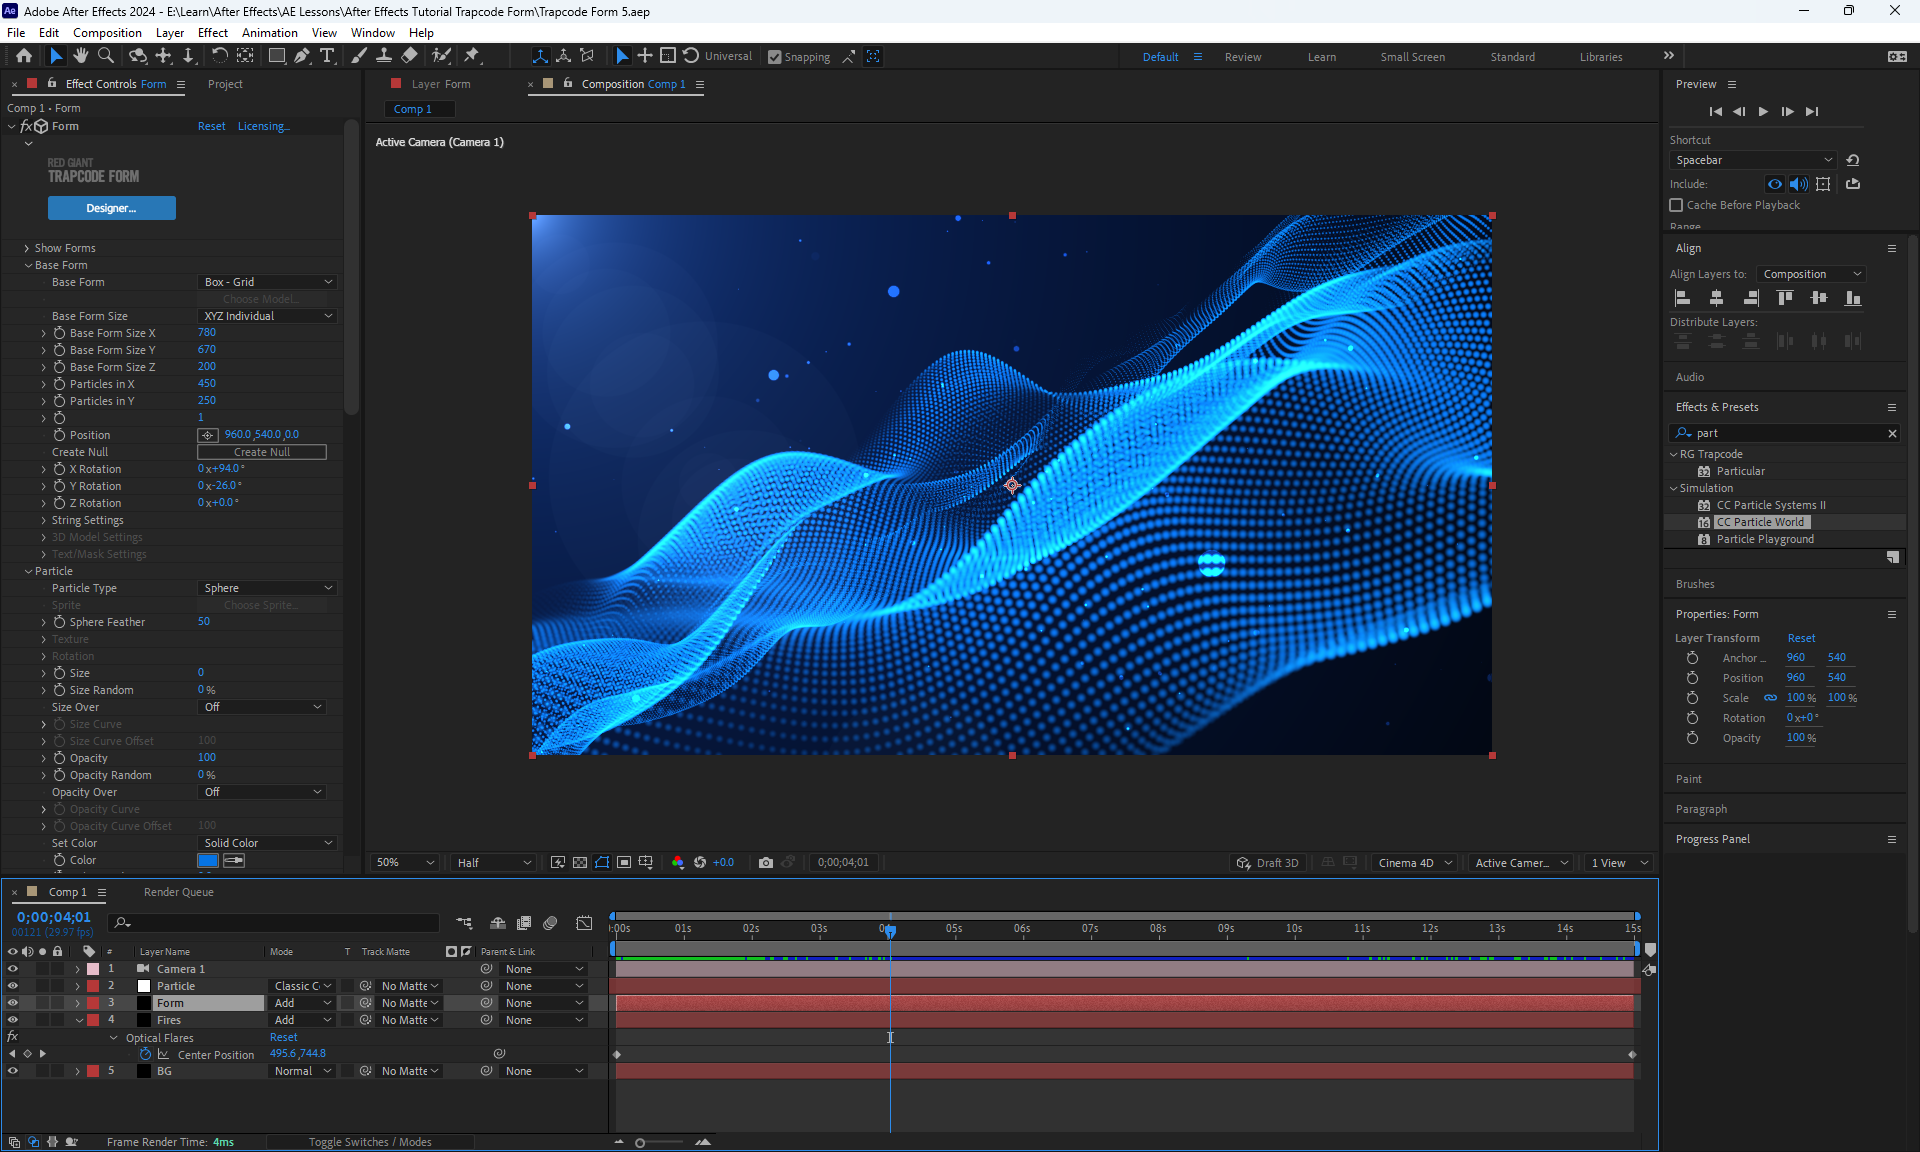 Adobe After Effects 2024 - E:\Learn\After Effects\AE Lessons\After Effects Tutorial Trapcode Form\Trapcode Form 5.aep
File Edit Composition Layer Effect Animation View Window Help
Universal Snapping Default Review Learn Small Screen Standard Libraries
Effect Controls Form Project
Comp 1 • Form
fx Form Reset Licensing...
RED GIANT
TRAPCODE FORM
Designer...
Show Forms
Base Form
Base Form Box - Grid
Choose Model...
Base Form Size XYZ Individual
Base Form Size X 780
Base Form Size Y 670
Base Form Size Z 200
Particles in X 450
Particles in Y 250
1
Position 960.0,540.0,0.0
Create Null Create Null
X Rotation 0x+94.0°
Y Rotation 0x-26.0°
Z Rotation 0x+0.0°
String Settings
3D Model Settings
Text/Mask Settings
Particle
Particle Type Sphere
Sprite Choose Sprite...
Sphere Feather 50
Texture
Rotation
Size 0
Size Random 0%
Size Over Off
Size Curve
Size Curve Offset 100
Opacity 100
Opacity Random 0%
Opacity Over Off
Opacity Curve
Opacity Curve Offset 100
Set Color Solid Color
Color
Layer Form Composition Comp 1
Comp 1
Active Camera (Camera 1)
50% Half +0.0 0;00;04;01 Draft 3D Cinema 4D Active Camer... 1 View
Preview
Shortcut
Spacebar
Include:
Cache Before Playback
Range
Align
Align Layers to: Composition
Distribute Layers:
Audio
Effects & Presets
part
RG Trapcode
Particular
Simulation
CC Particle Systems II
CC Particle World
Particle Playground
Brushes
Properties: Form
Layer Transform Reset
Anchor ... 960 540
Position 960 540
Scale 100% 100%
Rotation 0x+0°
Opacity 100%
Paint
Paragraph
Progress Panel
Comp 1 Render Queue
0;00;04;01
00121 (29.97 fps)
# Layer Name Mode T Track Matte Parent & Link
:00s 01s 02s 03s 05s 06s 07s 08s 09s 10s 11s 12s 13s 14s 15s
1 Camera 1 None
2 Particle Classic C No Matte None
3 Form Add No Matte None
4 Fires Add No Matte None
fx Optical Flares Reset
Center Position 495.6,744.8
5 BG Normal No Matte None
Frame Render Time: 4ms Toggle Switches / Modes